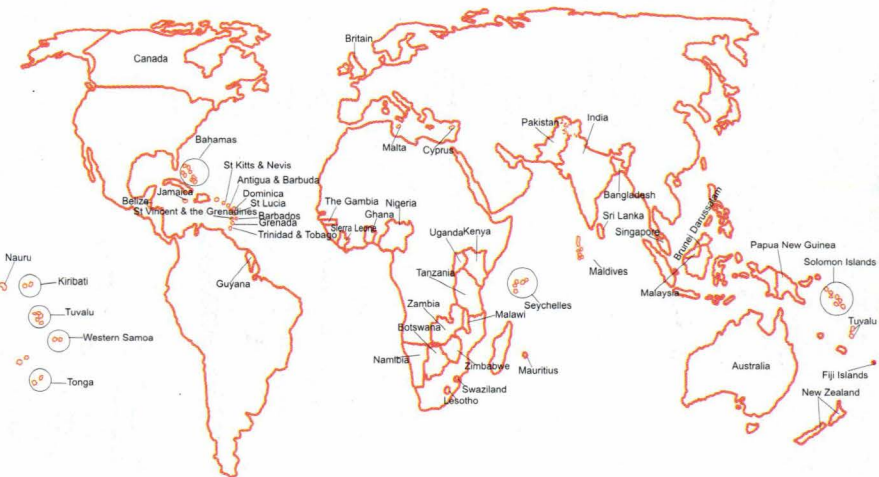 Britain
Canada
Pakistan
India
Malta
Cyprus
Bahamas
St Kitts & Nevis
Antigua & Barbuda
Jamaica
Dominica
Belize
St Lucia
St Vincent & the Grenadines
Barbados
Grenada
Trinidad & Tobago
The Gambia
Sierra Leone
Ghana
Nigeria
Uganda
Kenya
Bangladesh
Sri Lanka
Singapore
Brunei Darussalam
Papua New Guinea
Solomon Islands
Nauru
Kiribati
Guyana
Tanzania
Maldives
Malaysia
Seychelles
Tuvalu
Zambia
Malawi
Tuvalu
Western Samoa
Botswana
Namibia
Zimbabwe
Mauritius
Australia
Fiji Islands
Tonga
Swaziland
Lesotho
New Zealand